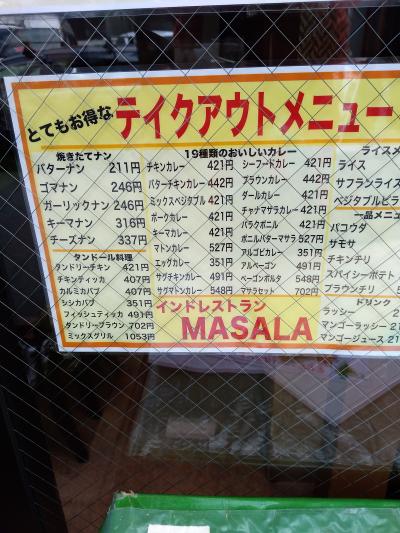 とてもお得な テイクアウトメニュー
焼きたてナン
バターナン 211円
ゴマナン 246円
ガーリックナン 246円
キーマナン 316円
チーズナン 337円
タンドール料理
タンドリーチキン 421円
チキンティッカ 407円
カルミカバブ 407円
シシカバブ 351円
フィッシュティッカ 491円
タンドリープラウン 702円
ミックスグリル 1053円
19種類のおいしいカレー
チキンカレー 421円
バターチキンカレー 442円
ミックスベジタブル 421円
ポークカレー 421円
キーマカレー 421円
マトンカレー 527円
エッグカレー 351円
サグチキンカレー 491円
サグマトンカレー 548円
シーフードカレー 421円
プラウンカレー 442円
ダールカレー 421円
チャナマサラカレー 421円
パラクポニル 421円
ポニルバターマサラ 527円
アルゴビカレー 351円
アルベーゴン 491円
ベーゴンポルタ 548円
マサラセット 702円
インドレストラン
MASALA
ライスメ
ライス
サフランライス
ベジタブルピラ
一品メニュ
パコウダ
サモサ
チキンチリ
スパイシーポテト
プラウンチリ
ドリンク
ラッシー
マンゴーラッシー
マンゴージュース